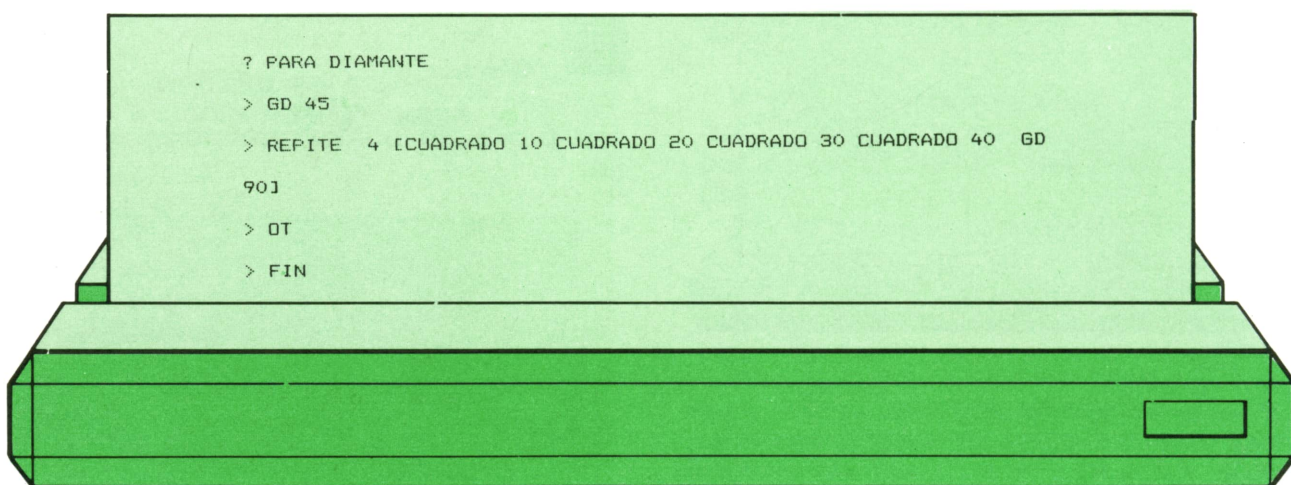 ? PARA DIAMANTE
> GD 45
> REPITE 4 [CUADRADO 10 CUADRADO 20 CUADRADO 30 CUADRADO 40 GD
90]
> OT
> FIN